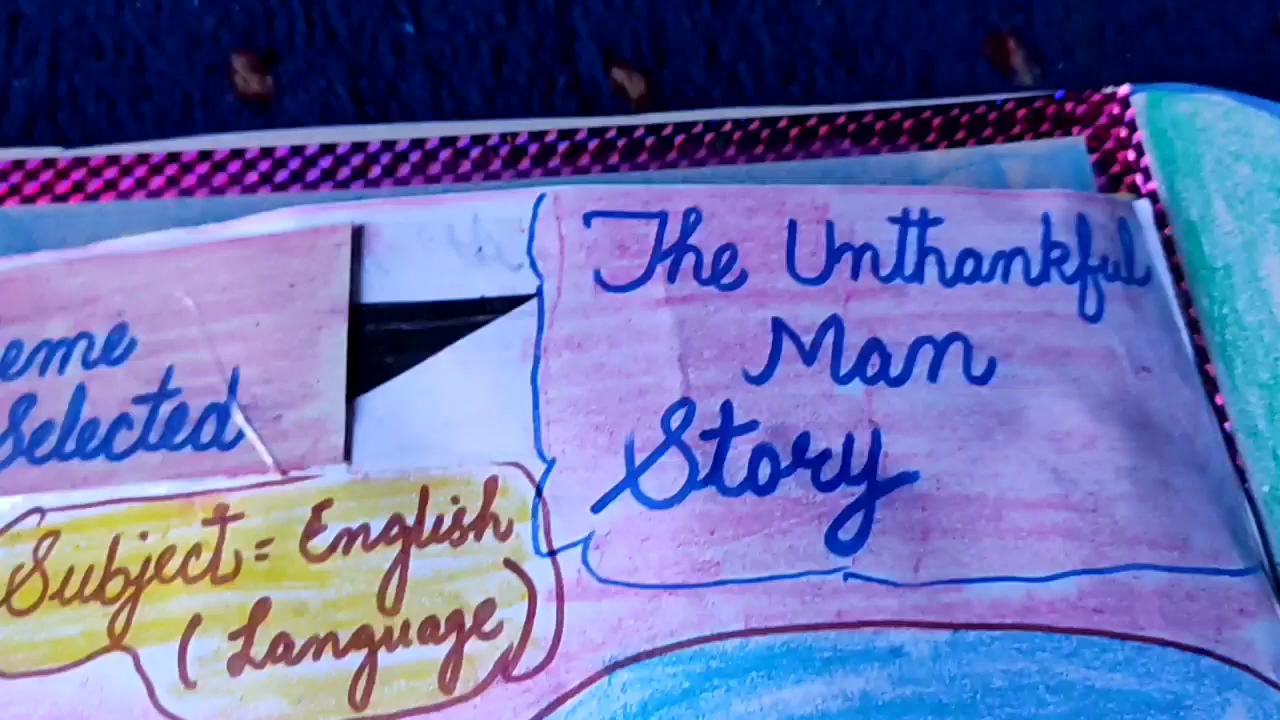 eme
Selected
The Unthankful
Man
Story
Subject = English
(Language)